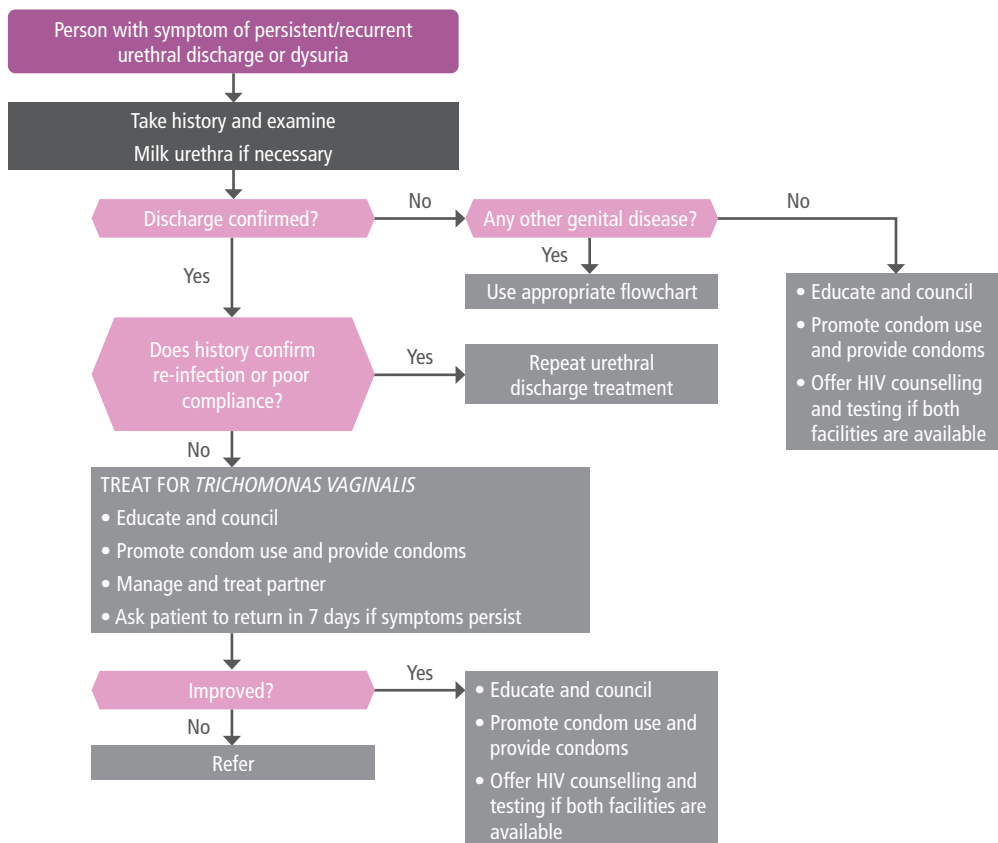 Person with symptom of persistent/recurrent
urethral discharge or dysuria
Take history and examine
Milk urethra if necessary
Discharge confirmed?
No
Any other genital disease?
No
Yes
Yes
Use appropriate flowchart
• Educate and council
• Promote condom use
and provide condoms
• Offer HIV counselling
and testing if both
facilities are available
Does history confirm
re-infection or poor
compliance?
Yes
Repeat urethral
discharge treatment
No
TREAT FOR TRICHOMONAS VAGINALIS
• Educate and council
• Promote condom use and provide condoms
• Manage and treat partner
• Ask patient to return in 7 days if symptoms persist
Improved?
Yes
No
Refer
• Educate and council
• Promote condom use and
provide condoms
• Offer HIV counselling and
testing if both facilities are
available